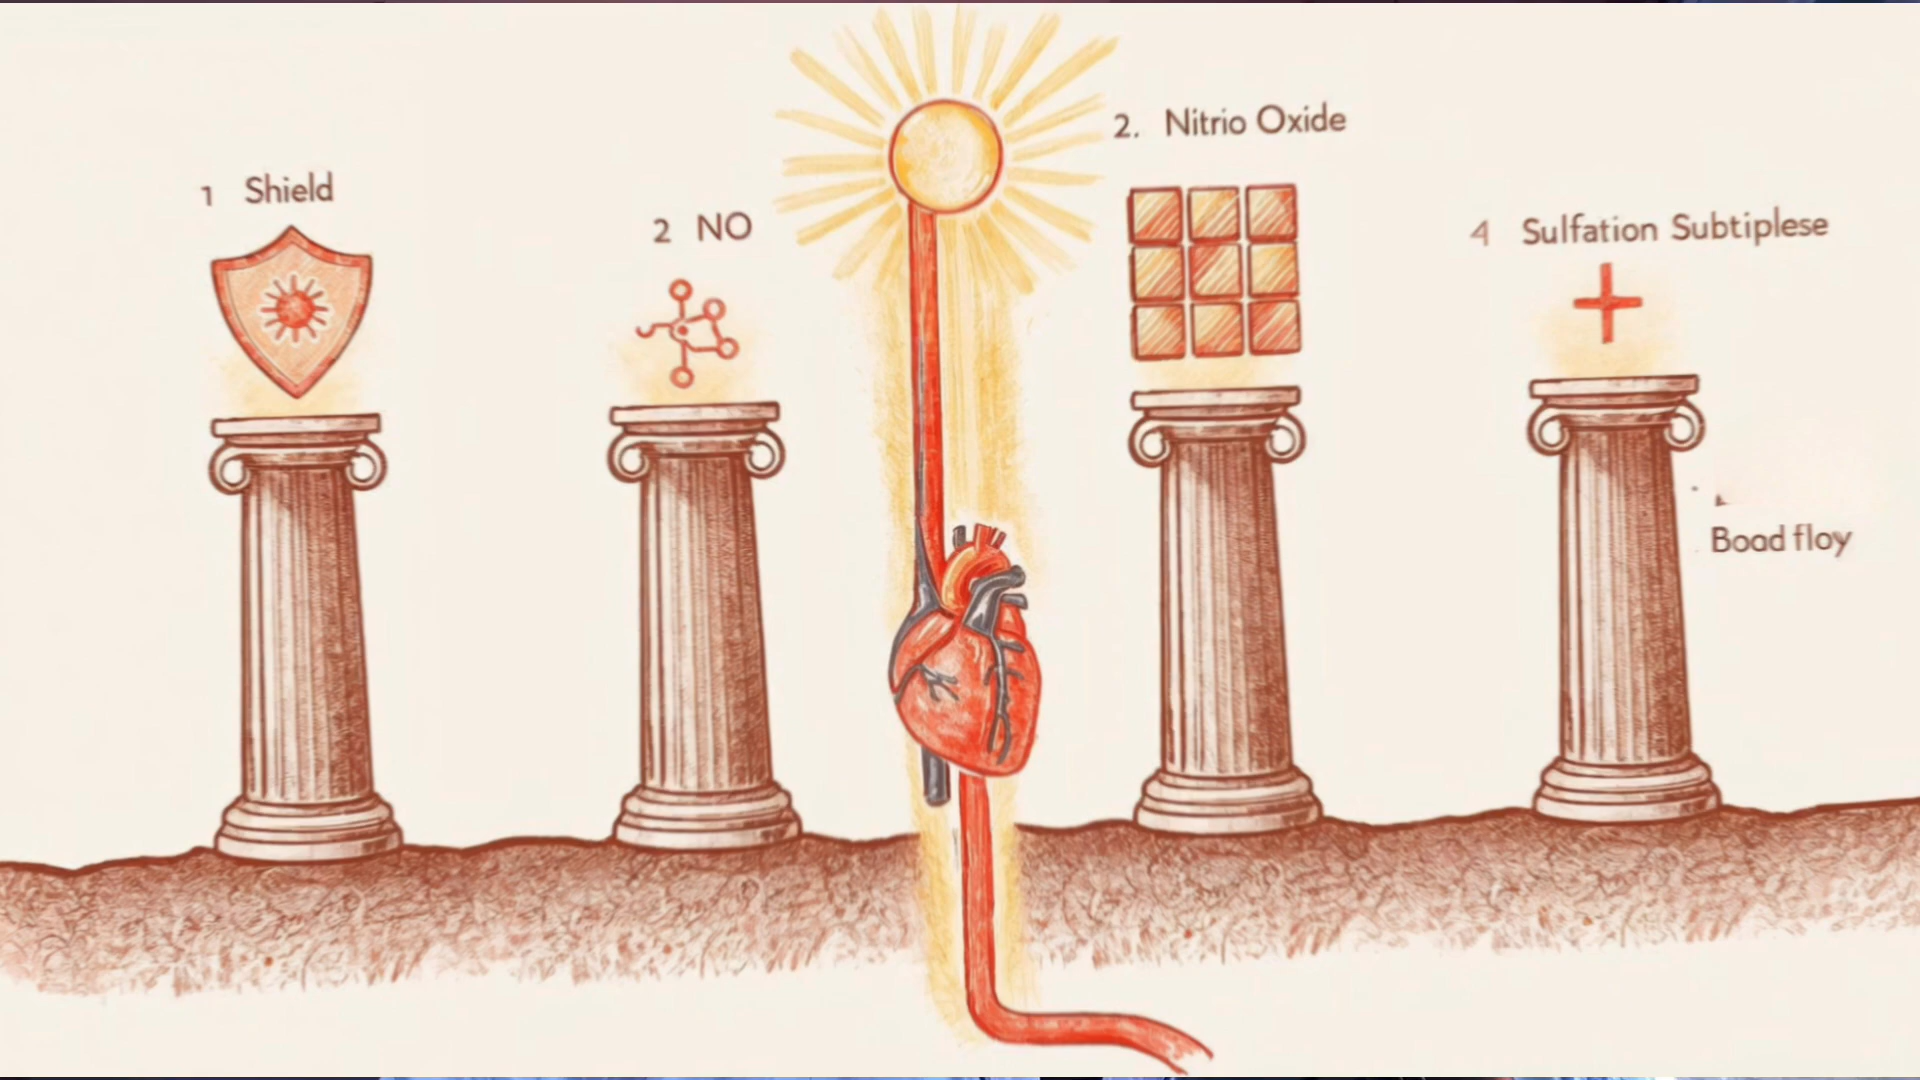 1 Shield
2 NO
2. Nitrio Oxide
4 Sulfation Subtiplese
Boad floy